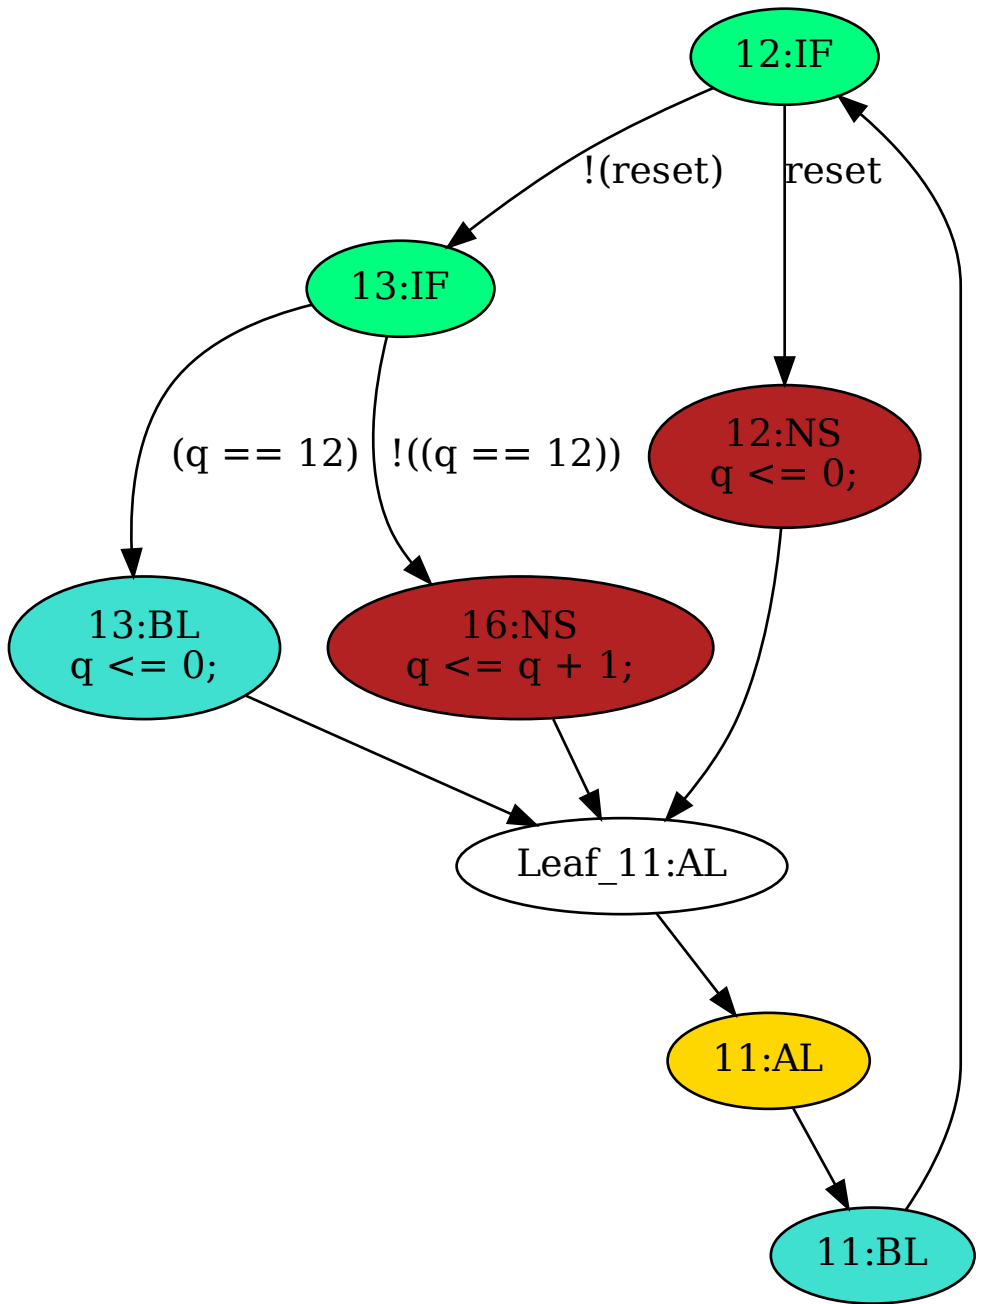 12:IF
!(reset)
reset
13:IF
12:NS
q <= 0;
(q == 12)
!((q == 12))
13:BL
q <= 0;
16:NS
q <= q + 1;
Leaf_11:AL
11:AL
11:BL